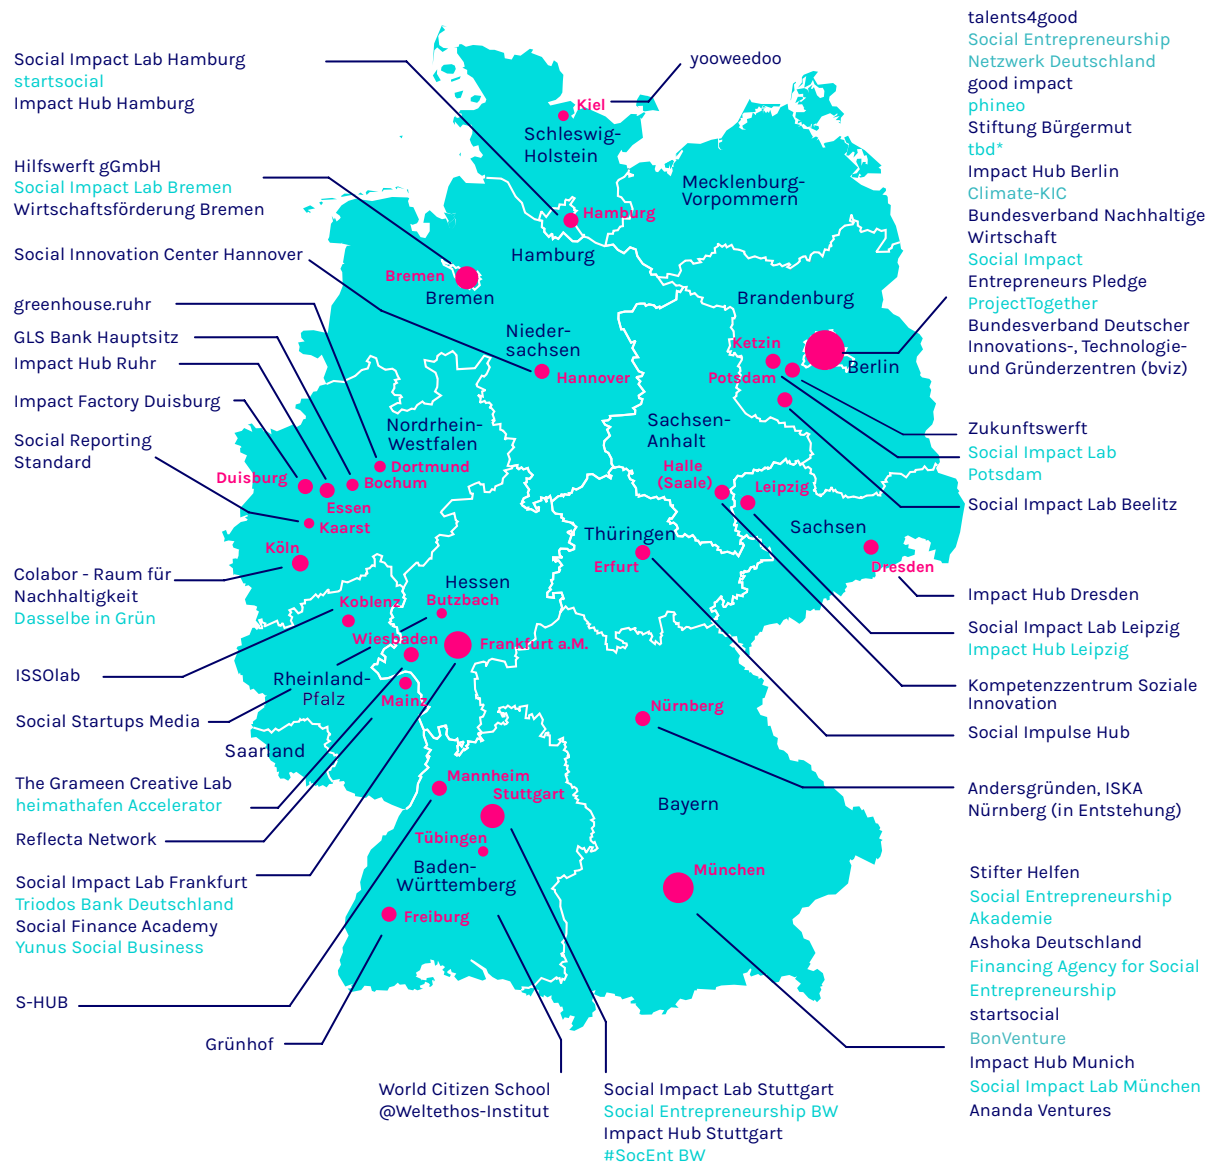 Social Impact Lab Hamburg
startsocial
Impact Hub Hamburg
Hilfswerft gGmbH
Social Impact Lab Bremen
Wirtschaftsförderung Bremen
Social Innovation Center Hannover
greenhouse.ruhr
GLS Bank Hauptsitz
Impact Hub Ruhr
Impact Factory Duisburg
Social Reporting
Standard
Colabor - Raum für
Nachhaltigkeit
Dasselbe in Grün
ISSOlab
Social Startups Media
The Grameen Creative Lab
heimathafen Accelerator
Reflecta Network
Social Impact Lab Frankfurt
Triodos Bank Deutschland
Social Finance Academy
Yunus Social Business
S-HUB
Grünhof
World Citizen School
@Weltethos-Institut
Social Impact Lab Stuttgart
Social Entrepreneurship BW
Impact Hub Stuttgart
#SocEnt BW
yooweedoo
Kiel
Schleswig-
Holstein
Mecklenburg-
Vorpommern
Hamburg
Hamburg
Bremen
Bremen
Nieder-
sachsen
Hannover
Brandenburg
Ketzin
Potsdam
Berlin
Sachsen-
Anhalt
Halle
(Saale)
Leipzig
Nordrhein-
Westfalen
Dortmund
Bochum
Duisburg
Essen
Kaarst
Köln
Thüringen
Erfurt
Sachsen
Dresden
Hessen
Butzbach
Koblenz
Wiesbaden
Frankfurt a.M.
Rheinland-
Pfalz
Mainz
Saarland
Nürnberg
Mannheim
Stuttgart
Tübingen
Baden-
Württemberg
Freiburg
Bayern
München
talents4good
Social Entrepreneurship
Netzwerk Deutschland
good impact
phineo
Stiftung Bürgermut
tbd*
Impact Hub Berlin
Climate-KIC
Bundesverband Nachhaltige
Wirtschaft
Social Impact
Entrepreneurs Pledge
ProjectTogether
Bundesverband Deutscher
Innovations-, Technologie-
und Gründerzentren (bviz)
Zukunftswerft
Social Impact Lab
Potsdam
Social Impact Lab Beelitz
Impact Hub Dresden
Social Impact Lab Leipzig
Impact Hub Leipzig
Kompetenzzentrum Soziale
Innovation
Social Impulse Hub
Andersgründen, ISKA
Nürnberg (in Entstehung)
Stifter Helfen
Social Entrepreneurship
Akademie
Ashoka Deutschland
Financing Agency for Social
Entrepreneurship
startsocial
BonVenture
Impact Hub Munich
Social Impact Lab München
Ananda Ventures